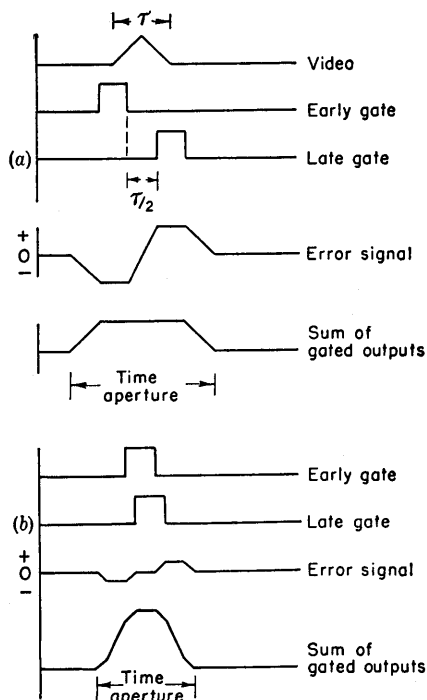 τ
Video
Early gate
(a)
Late gate
τ/2
+
0
−
Error signal
Sum of
gated outputs
Time
aperture
Early gate
(b)
Late gate
+
0
−
Error signal
Sum of
gated outputs
Time
aperture